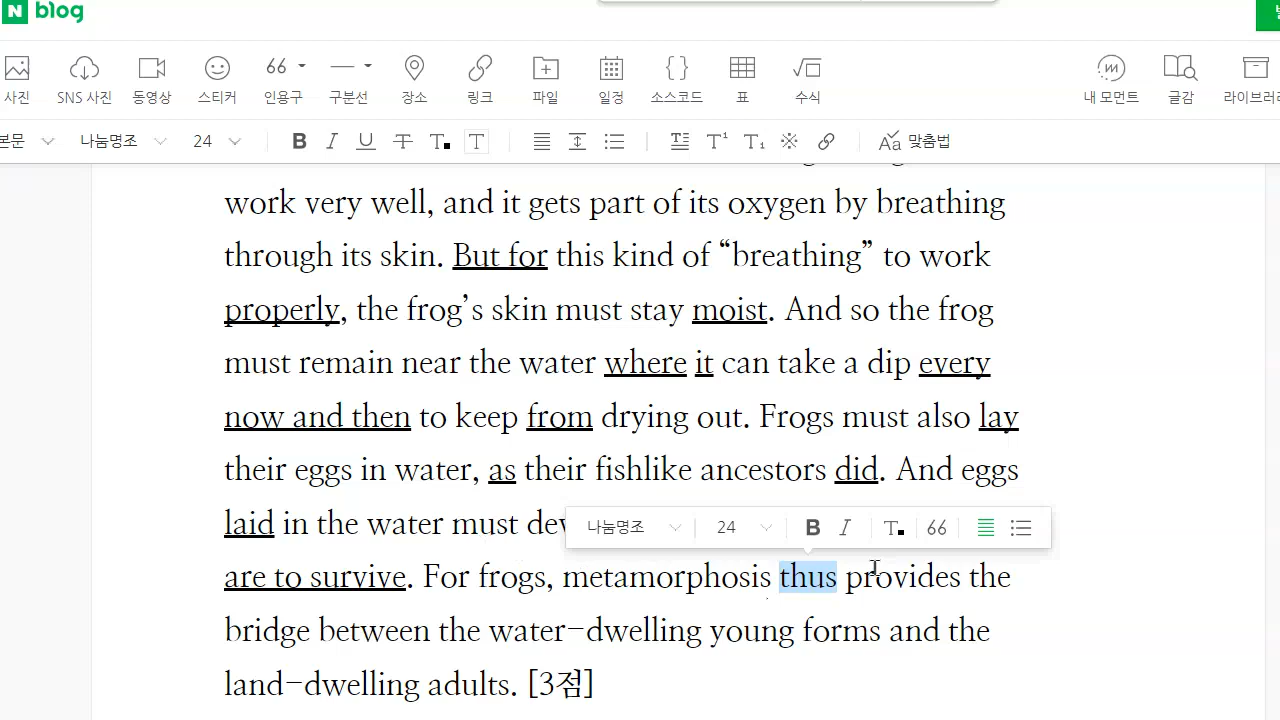 N blog
사진 SNS 사진 동영상 스티커 66 인용구 구분선 장소 링크 파일 일정 소스코드 표 수식 내 모먼트 글감
본문 나눔명조 24 B I U T T T T T¹ T₁ 맞춤법
work very well, and it gets part of its oxygen by breathing
through its skin. But for this kind of “breathing” to work
properly, the frog’s skin must stay moist. And so the frog
must remain near the water where it can take a dip every
now and then to keep from drying out. Frogs must also lay
their eggs in water, as their fishlike ancestors did. And eggs
laid in the water must
나눔명조 24 B I T 66
are to survive. For frogs, metamorphosis thus provides the
bridge between the water-dwelling young forms and the
land-dwelling adults. [3점]